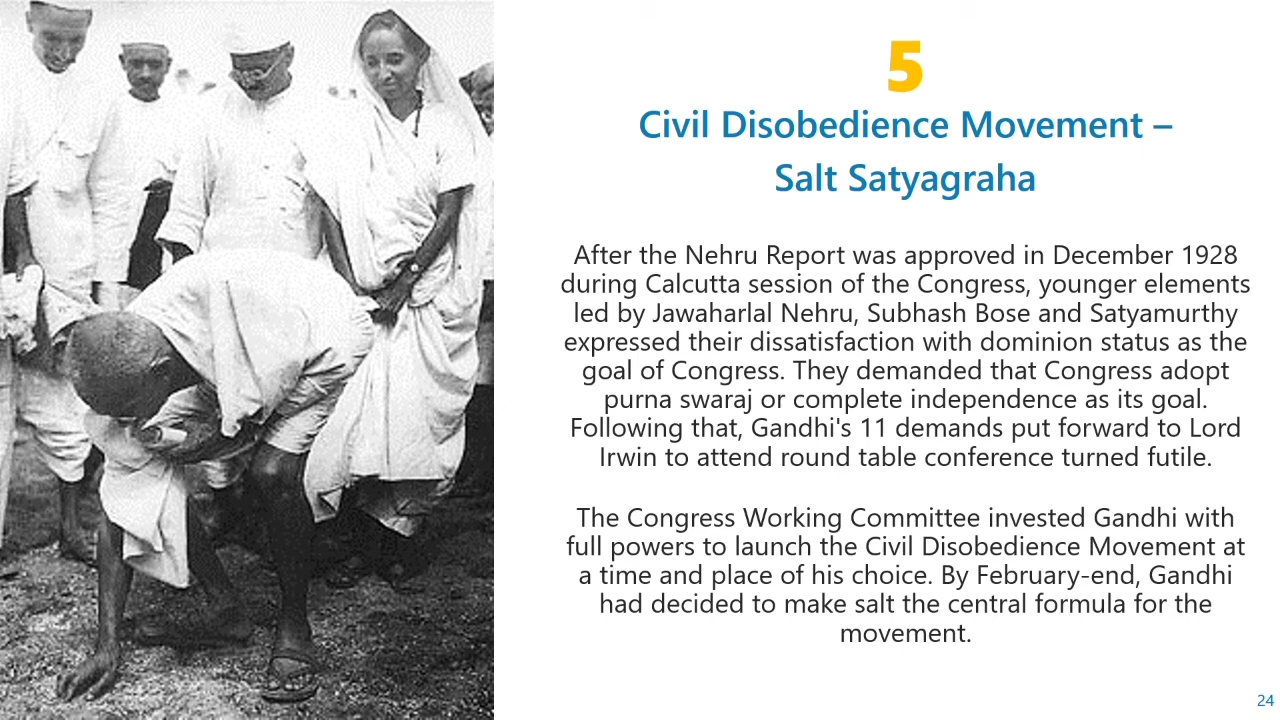 5
Civil Disobedience Movement –
Salt Satyagraha
After the Nehru Report was approved in December 1928
during Calcutta session of the Congress, younger elements
led by Jawaharlal Nehru, Subhash Bose and Satyamurthy
expressed their dissatisfaction with dominion status as the
goal of Congress. They demanded that Congress adopt
purna swaraj or complete independence as its goal.
Following that, Gandhi's 11 demands put forward to Lord
Irwin to attend round table conference turned futile.
The Congress Working Committee invested Gandhi with
full powers to launch the Civil Disobedience Movement at
a time and place of his choice. By February-end, Gandhi
had decided to make salt the central formula for the
movement.
24